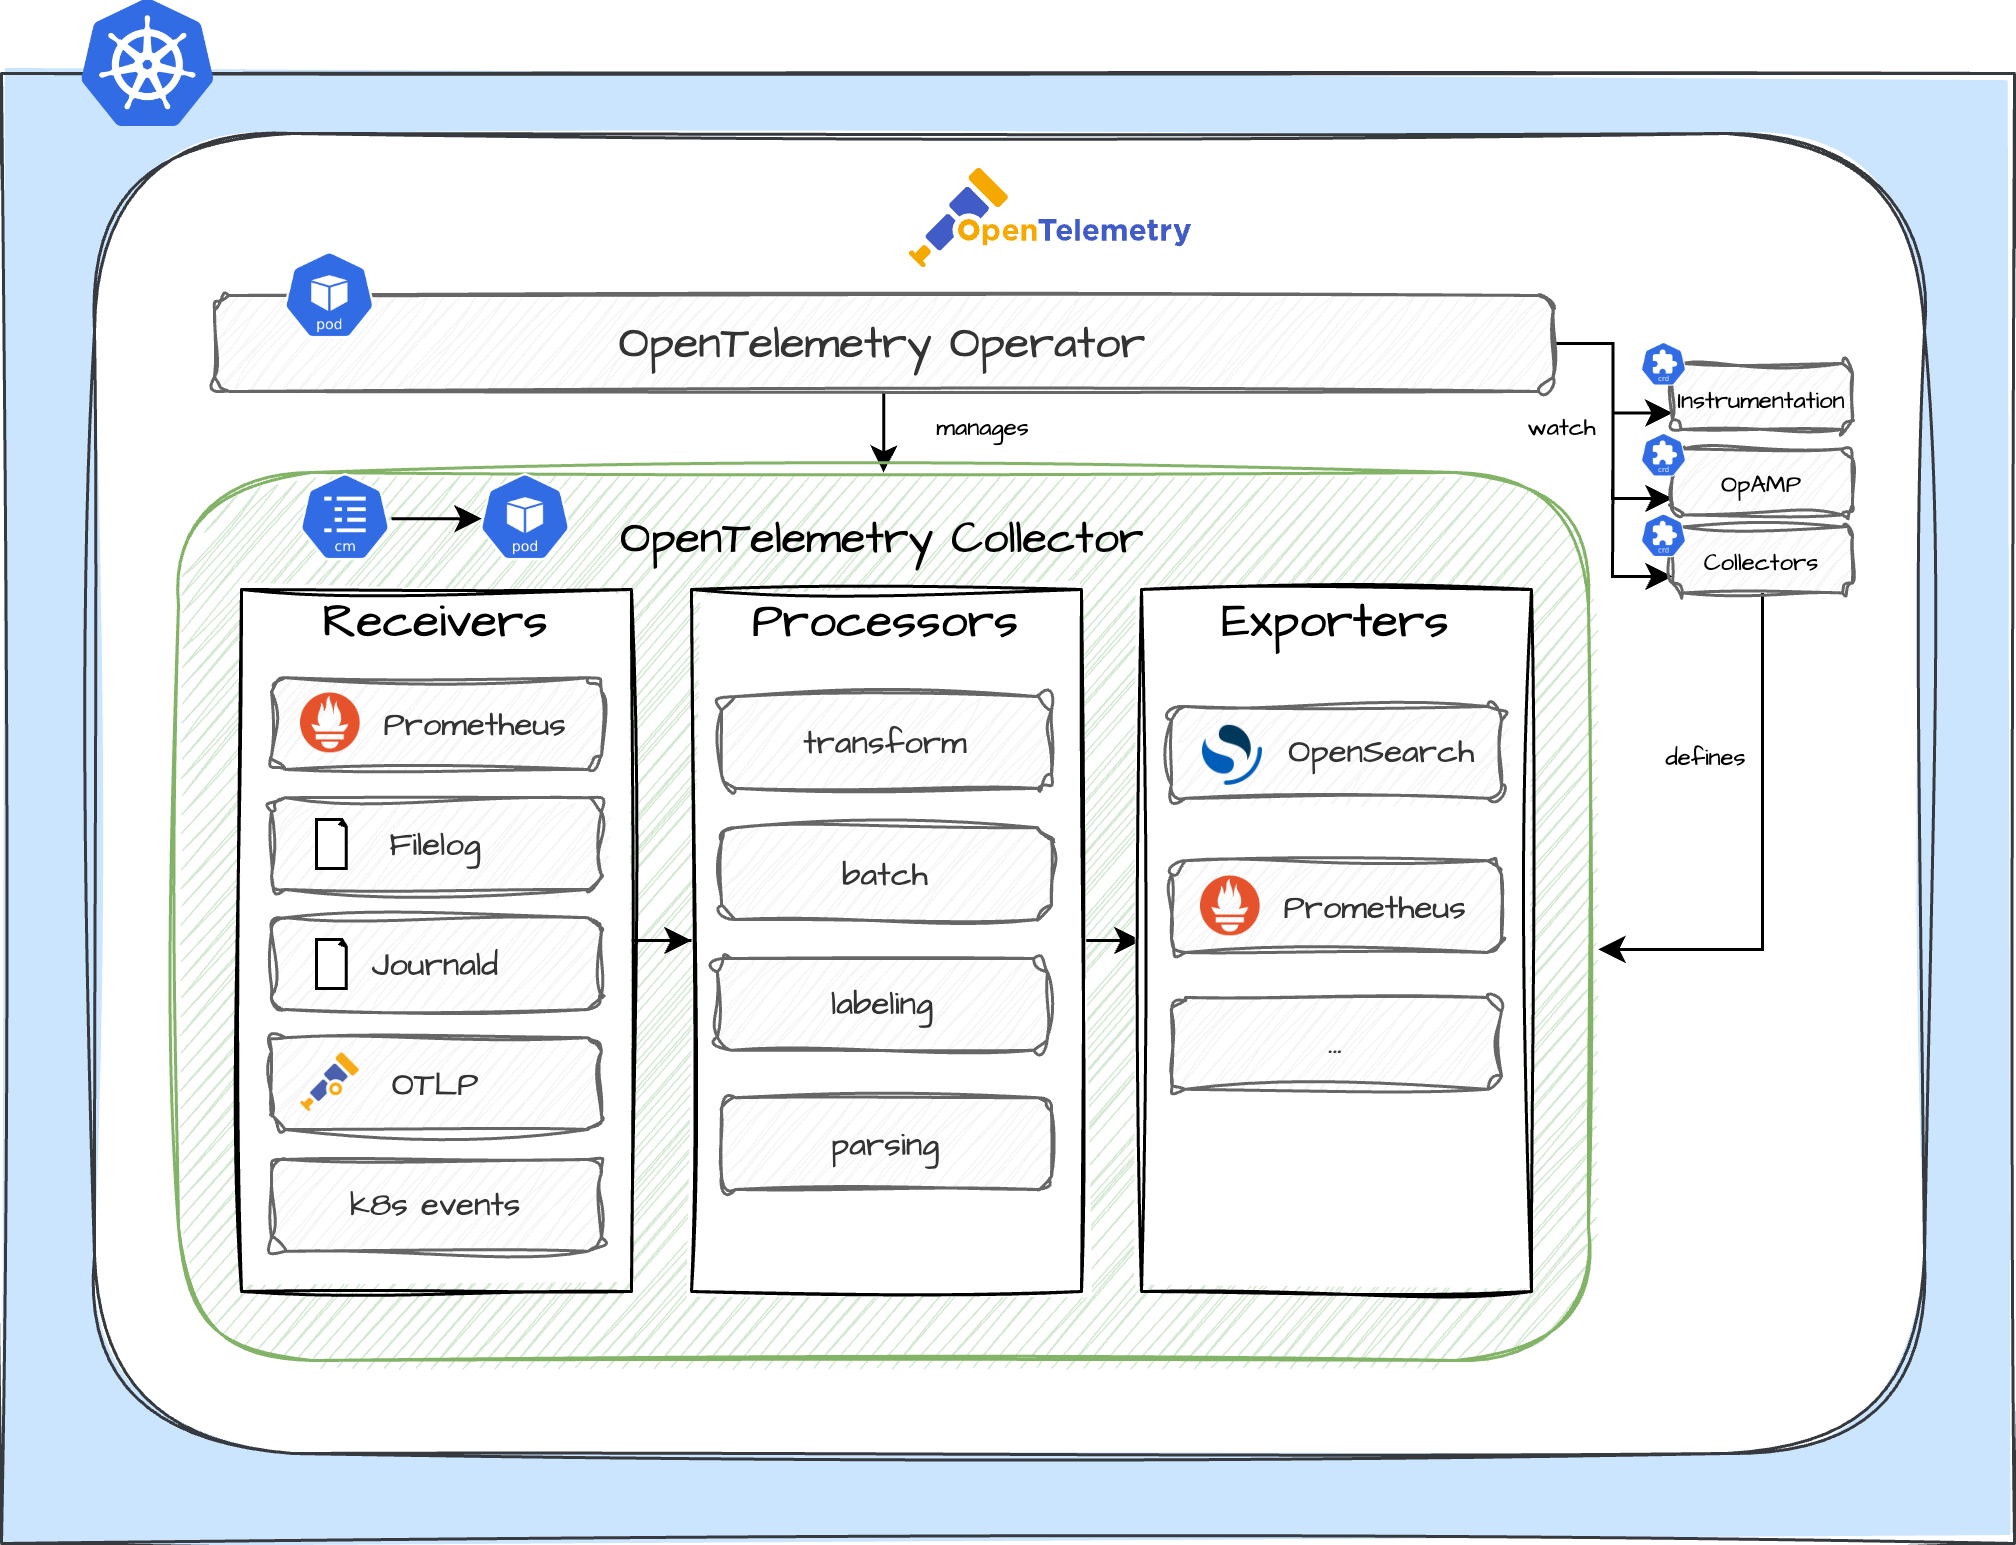 OpenTelemetry
pod
OpenTelemetry Operator
manages
watch
crd
Instrumentation
crd
OpAMP
crd
Collectors
defines
cm
pod
OpenTelemetry Collector
Receivers
Prometheus
Filelog
Journald
OTLP
k8s events
Processors
transform
batch
labeling
parsing
Exporters
OpenSearch
Prometheus
...